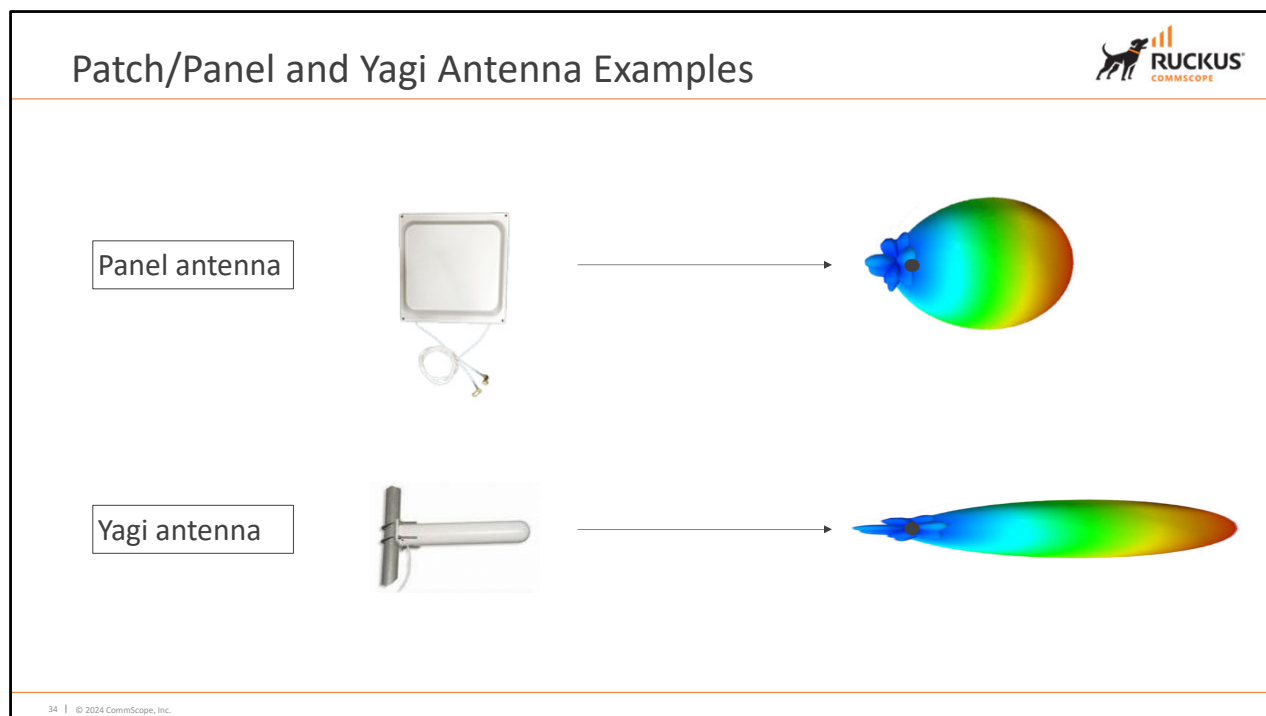 Patch/Panel and Yagi Antenna Examples
RUCKUS®
COMMSCOPE
Panel antenna
Yagi antenna
34 | © 2024 CommScope, Inc.